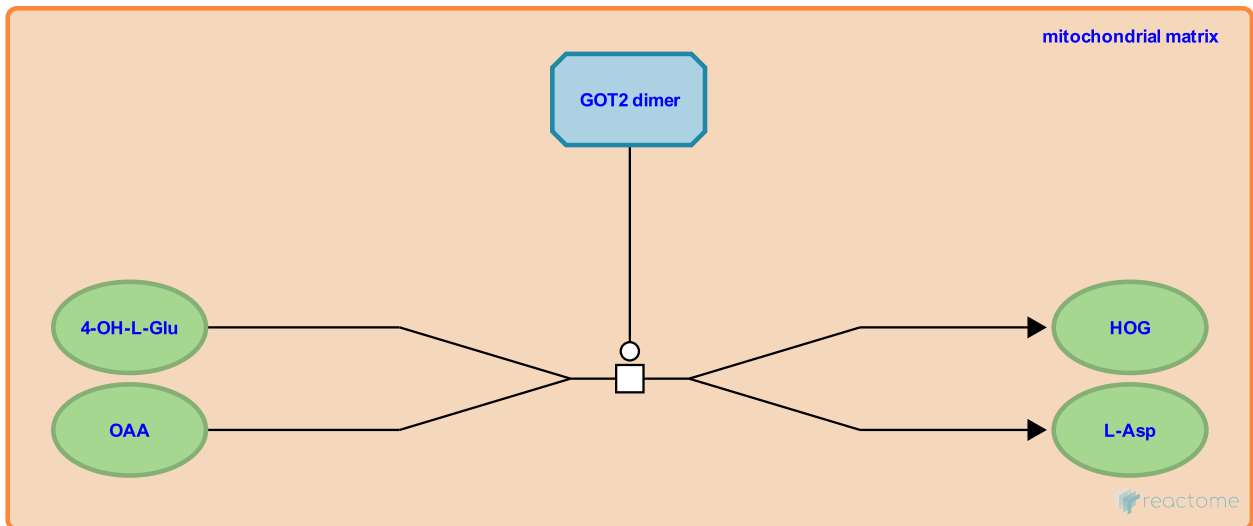 mitochondrial matrix
GOT2 dimer
4-OH-L-Glu
HOG
OAA
L-Asp
reactome